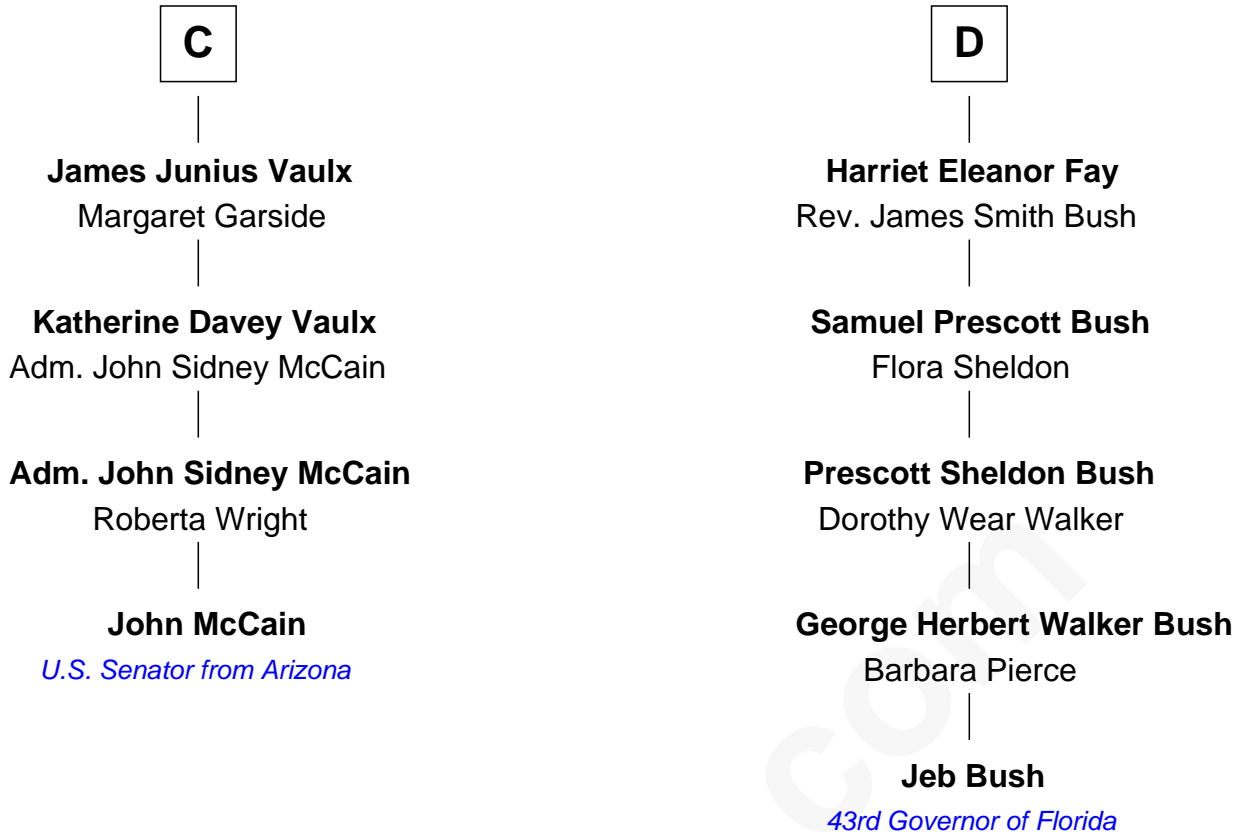 C
James Junius Vaulx
Margaret Garside
Katherine Davey Vaulx
Adm. John Sidney McCain
Adm. John Sidney McCain
Roberta Wright
John McCain
U.S. Senator from Arizona
D
Harriet Eleanor Fay
Rev. James Smith Bush
Samuel Prescott Bush
Flora Sheldon
Prescott Sheldon Bush
Dorothy Wear Walker
George Herbert Walker Bush
Barbara Pierce
Jeb Bush
43rd Governor of Florida
com